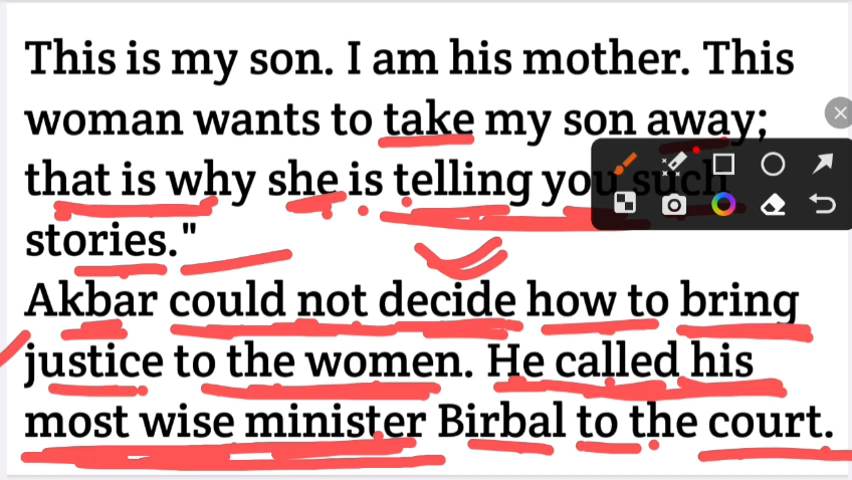 This is my son. I am his mother. This
woman wants to take my son away;
that is why she is telling you such
stories."
Akbar could not decide how to bring
justice to the women. He called his
most wise minister Birbal to the court.